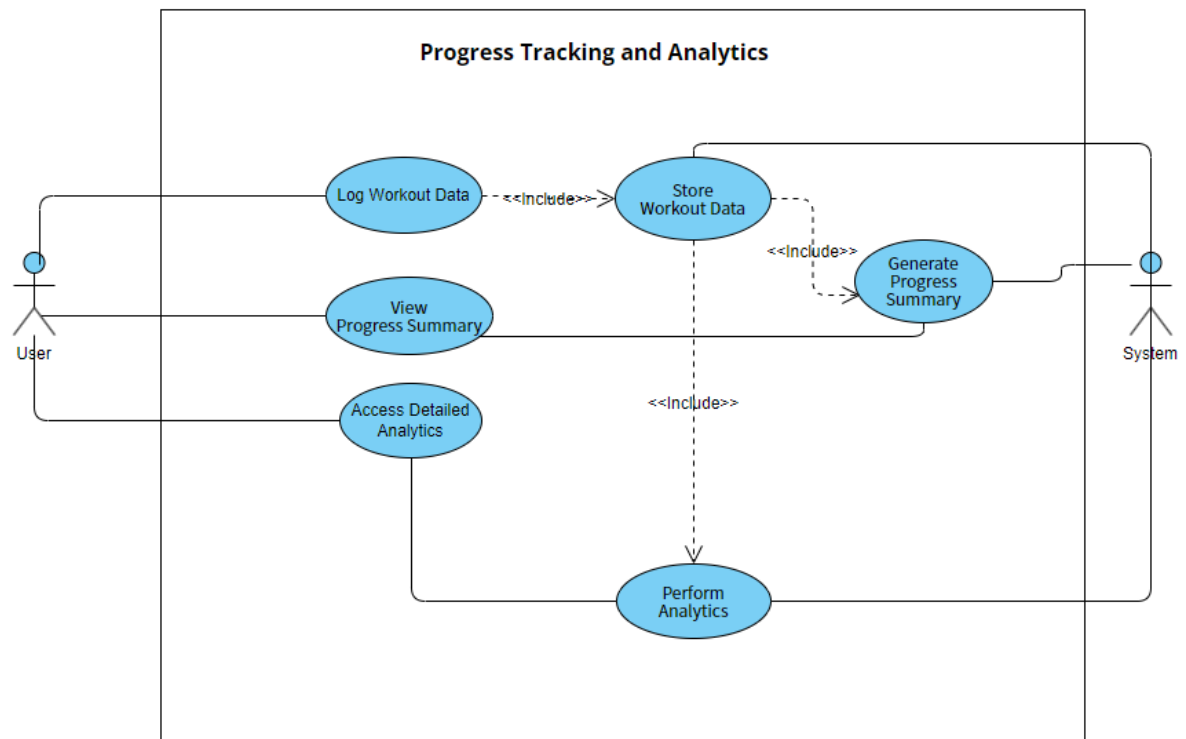 Progress Tracking and Analytics
Log Workout Data
<<Include>>
Store
Workout Data
<<Include>>
Generate
Progress
Summary
View
Progress Summary
User
System
Access Detailed
Analytics
<<Include>>
Perform
Analytics